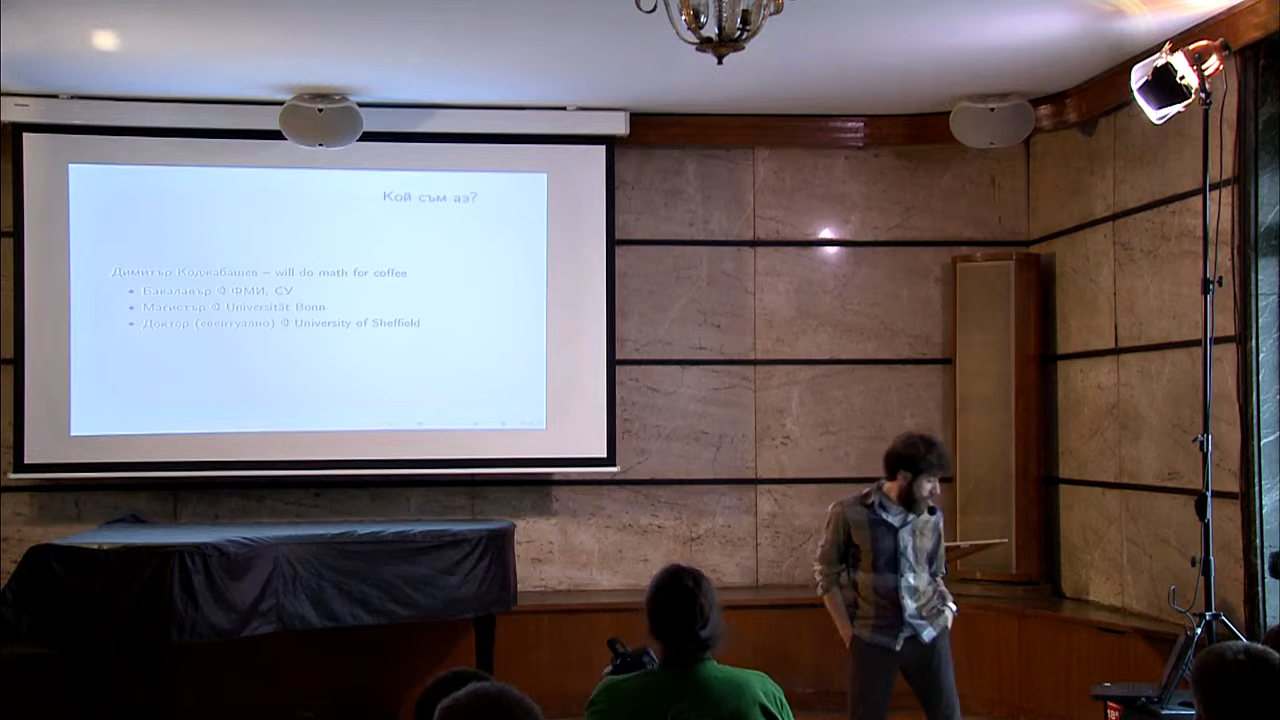 Кой съм аз?
Димитър Коджабашев – will do math for coffee
• Бакалавър @ ФМИ, СУ
• Магистър @ Universität Bonn
• Доктор (евентуално) @ University of Sheffield